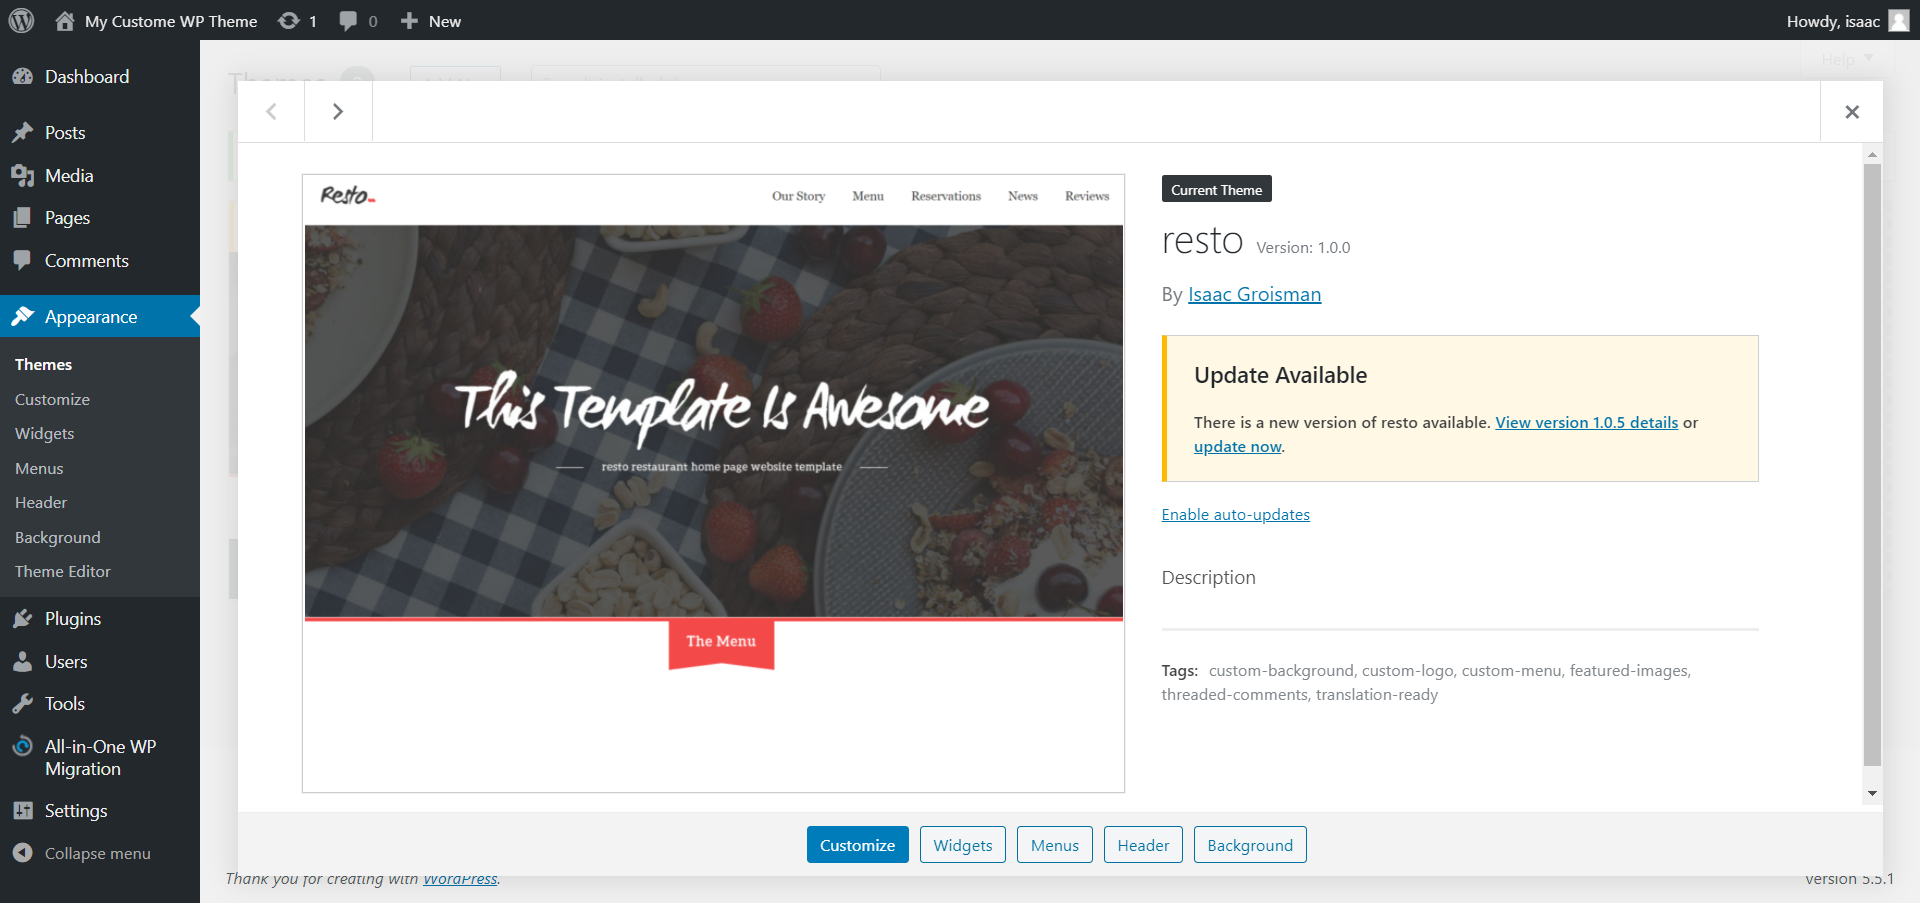 My Custome WP Theme 1 0 New
Howdy, isaac
Dashboard
Posts
Media
Pages
Comments
Appearance
Themes
Customize
Widgets
Menus
Header
Background
Theme Editor
Plugins
Users
Tools
All-in-One WP
Migration
Settings
Collapse menu
Help
Resto
Our Story Menu Reservations News Reviews
This Template Is Awesome
resto restaurant home page website template
The Menu
Current Theme
resto Version: 1.0.0
By Isaac Groisman
Update Available
There is a new version of resto available. View version 1.0.5 details or
update now.
Enable auto-updates
Description
Tags: custom-background, custom-logo, custom-menu, featured-images,
threaded-comments, translation-ready
Customize Widgets Menus Header Background
Thank you for creating with WordPress.
Version 5.5.1